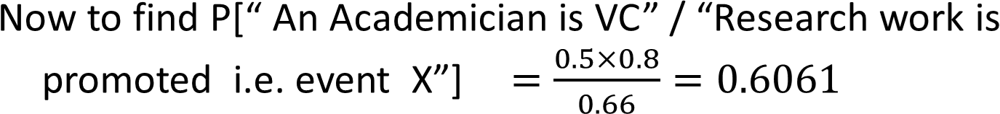 Now to find P[“ An Academician is VC” / “Research work is
promoted i.e. event X”] = \frac{0.5×0.8}{0.66} = 0.6061